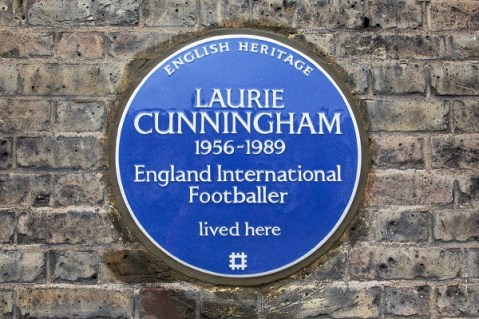 ENGLISH HERITAGE
LAURIE
CUNNINGHAM
1956-1989
England International
Footballer
lived here